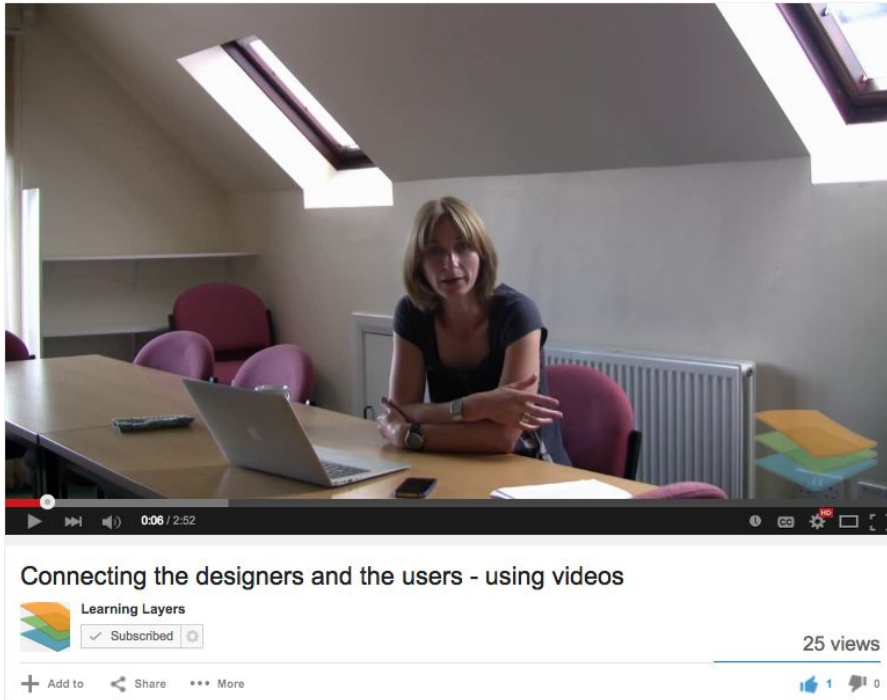 0:06 / 2:52
CC
HD
Connecting the designers and the users - using videos
Learning Layers
Subscribed
25 views
Add to
Share
More
1
0